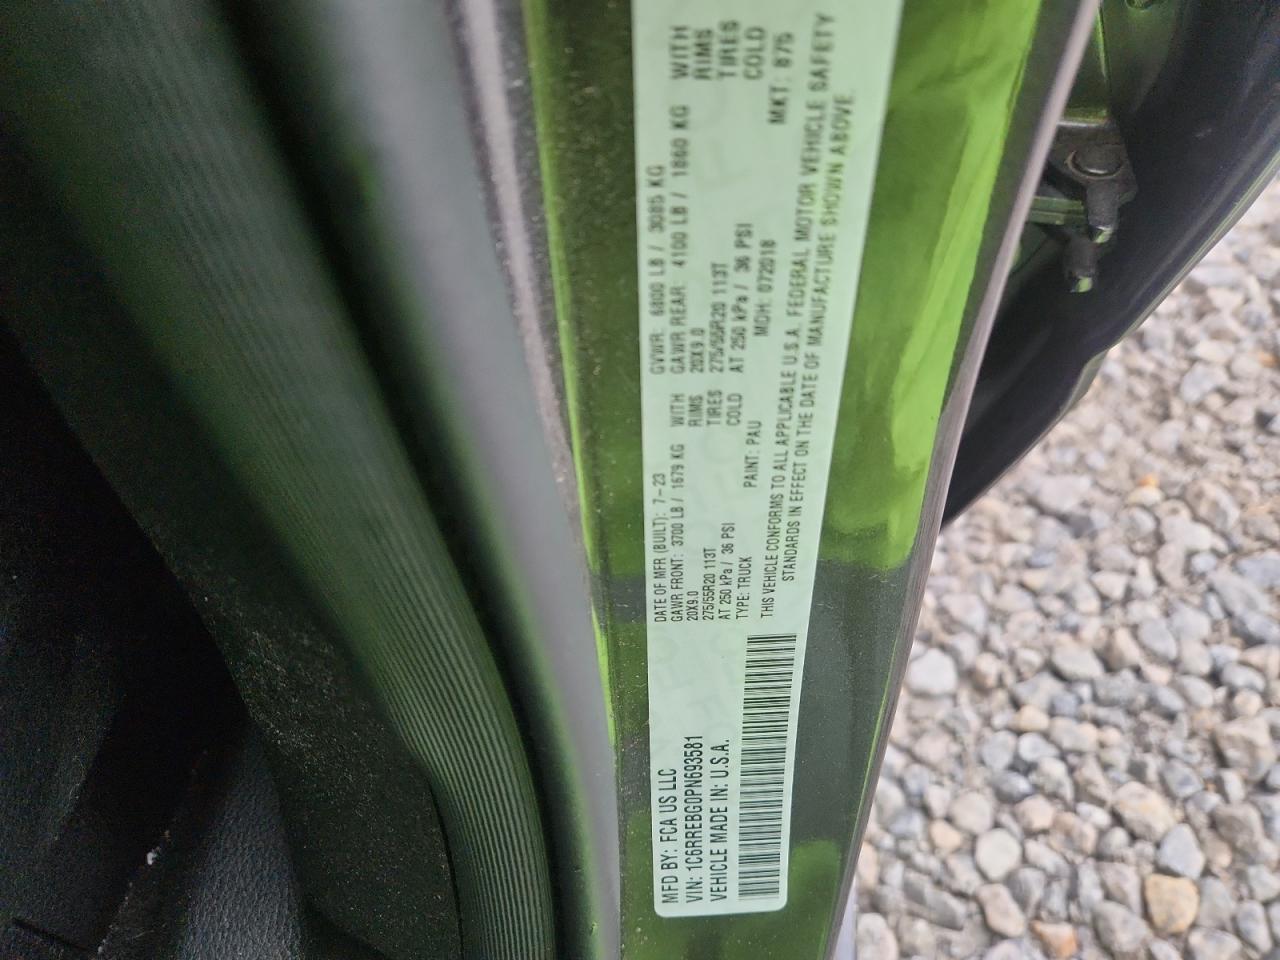 MFD BY: FCA US LLC
VIN: 1C6RREBG0PN693581
VEHICLE MADE IN: U.S.A.
DATE OF MFR (BUILT): 7-23 GVWR: 6800 LB / 3085 KG
GAWR FRONT: 3700 LB / 1679 KG WITH GAWR REAR: 4100 LB / 1860 KG WITH
20X9.0 RIMS 20X9.0 RIMS
275/55R20 113T TIRES 275/55R20 113T TIRES
AT 250 kPa / 36 PSI COLD AT 250 kPa / 36 PSI COLD
TYPE: TRUCK PAINT: PAU MDH: 072018 MKT: 875
THIS VEHICLE CONFORMS TO ALL APPLICABLE U.S.A. FEDERAL MOTOR VEHICLE SAFETY
STANDARDS IN EFFECT ON THE DATE OF MANUFACTURE SHOWN ABOVE.